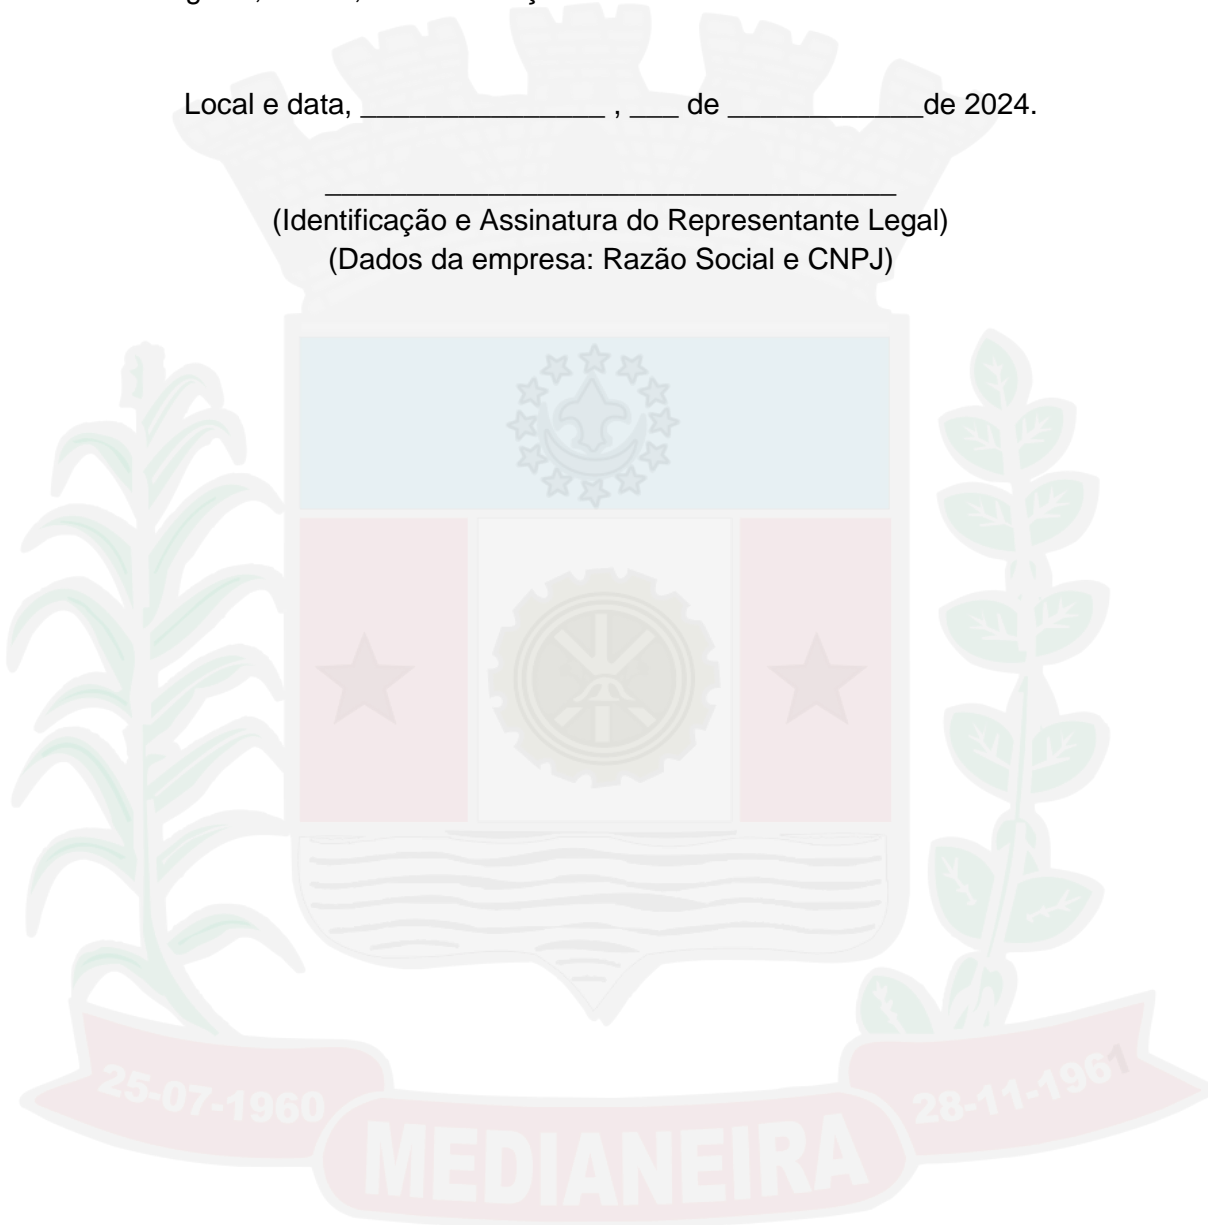 Local e data, _______________ , ___ de ____________de 2024.
___________________________________
(Identificação e Assinatura do Representante Legal)
(Dados da empresa: Razão Social e CNPJ)
25-07-1960
28-11-1961
MEDIANEIRA